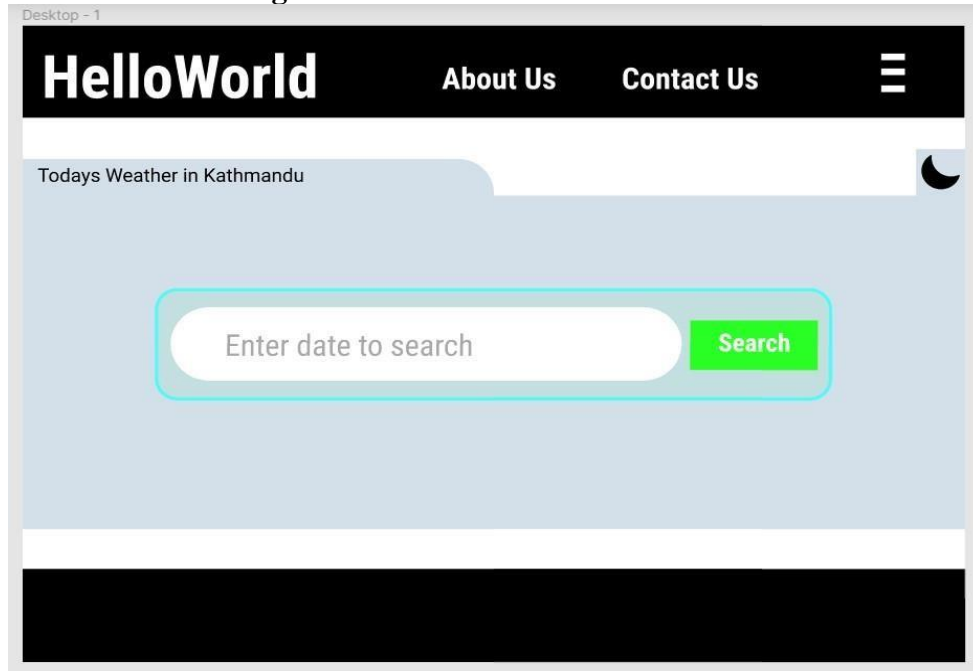 Desktop - 1
HelloWorld About Us Contact Us
Todays Weather in Kathmandu
Enter date to search Search